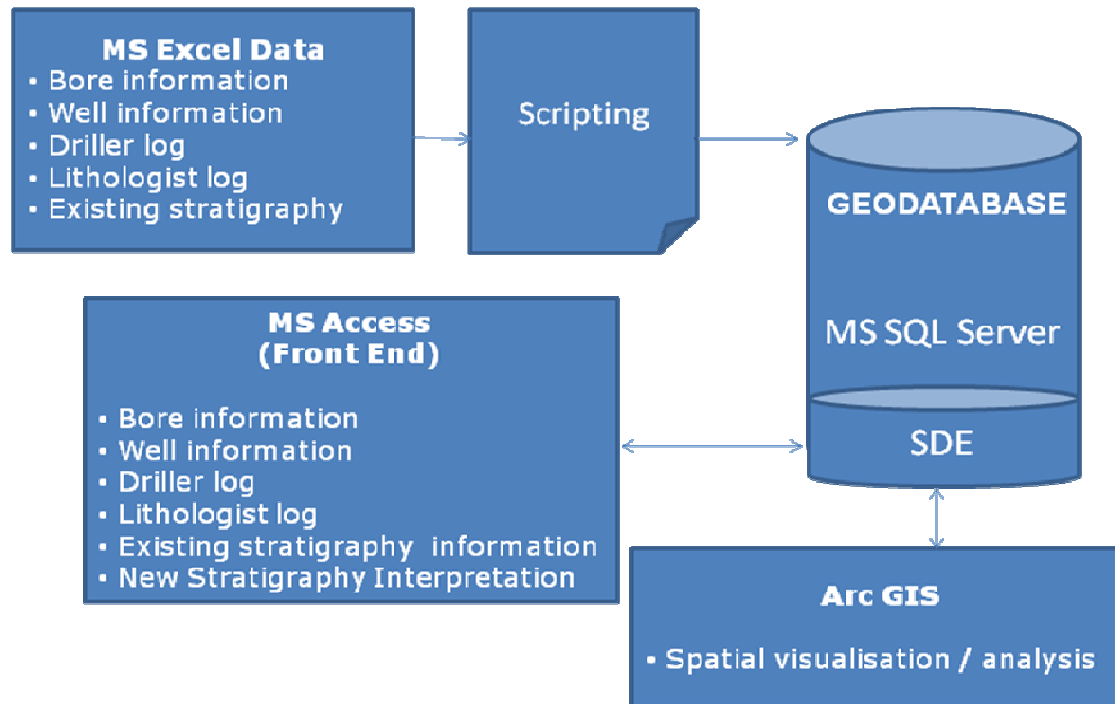 MS Excel Data
▪ Bore information
▪ Well information
▪ Driller log
▪ Lithologist log
▪ Existing stratigraphy
Scripting
GEODATABASE
MS SQL Server
SDE
MS Access
(Front End)
▪ Bore information
▪ Well information
▪ Driller log
▪ Lithologist log
▪ Existing stratigraphy  information
▪ New Stratigraphy Interpretation
Arc GIS
▪ Spatial visualisation / analysis